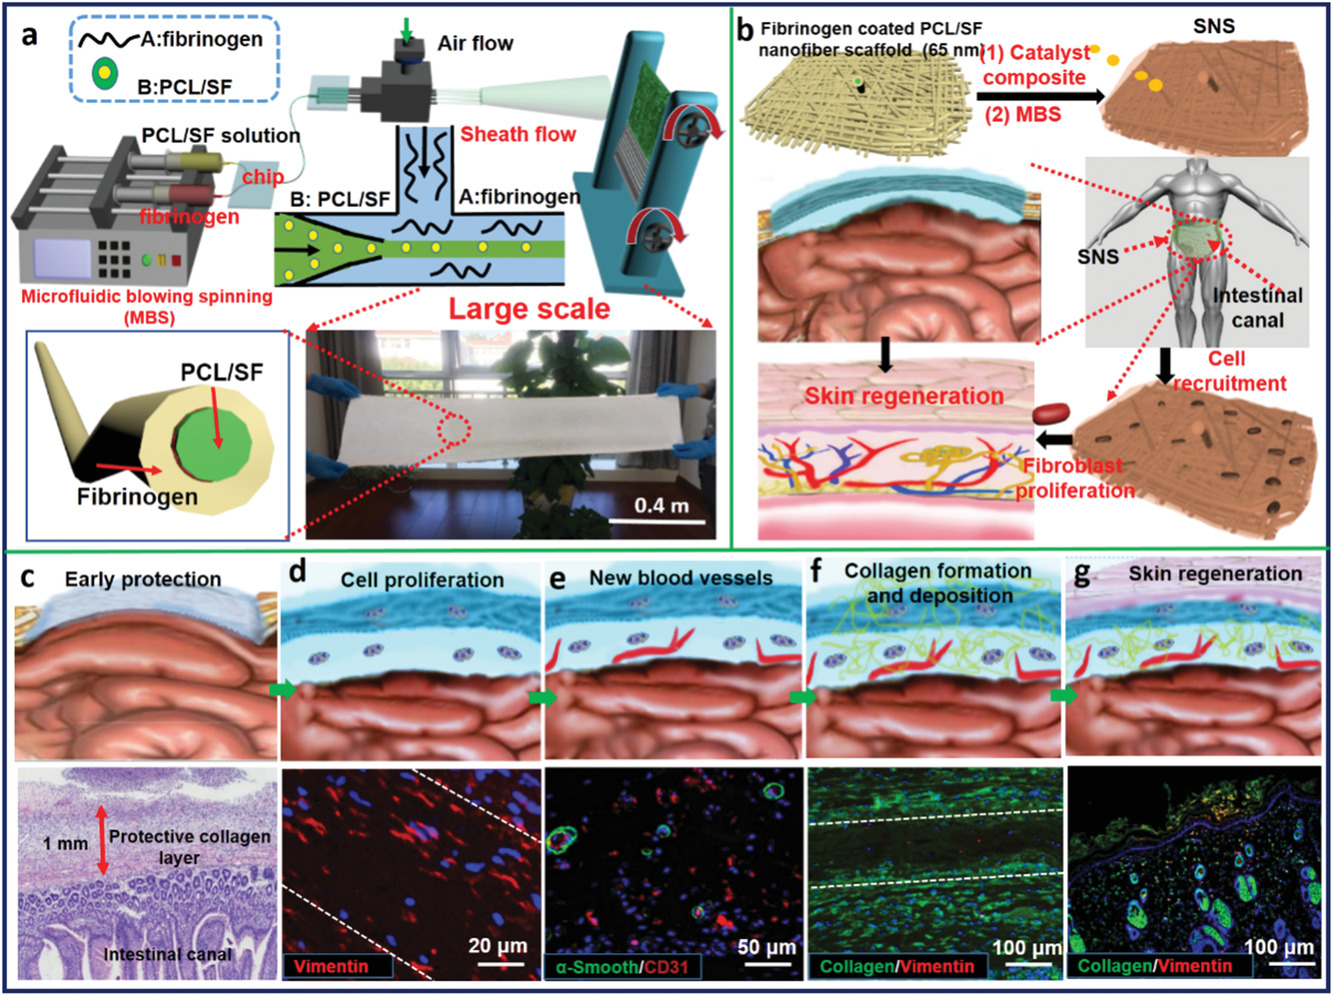 a
A:fibrinogen
B:PCL/SF
Air flow
PCL/SF solution
chip
fibrinogen
Sheath flow
B: PCL/SF
A:fibrinogen
Microfluidic blowing spinning
(MBS)
Large scale
PCL/SF
Fibrinogen
0.4 m
b
Fibrinogen coated PCL/SF
nanofiber scaffold (65 nm)
(1) Catalyst
composite
(2) MBS
SNS
SNS
Intestinal
canal
Cell
recruitment
Skin regeneration
Fibroblast
proliferation
c
Early protection
d
Cell proliferation
e
New blood vessels
f
Collagen formation
and deposition
g
Skin regeneration
1 mm
Protective collagen
layer
Intestinal canal
Vimentin
20 µm
α-Smooth/CD31
50 µm
Collagen/Vimentin
100 µm
Collagen/Vimentin
100 µm